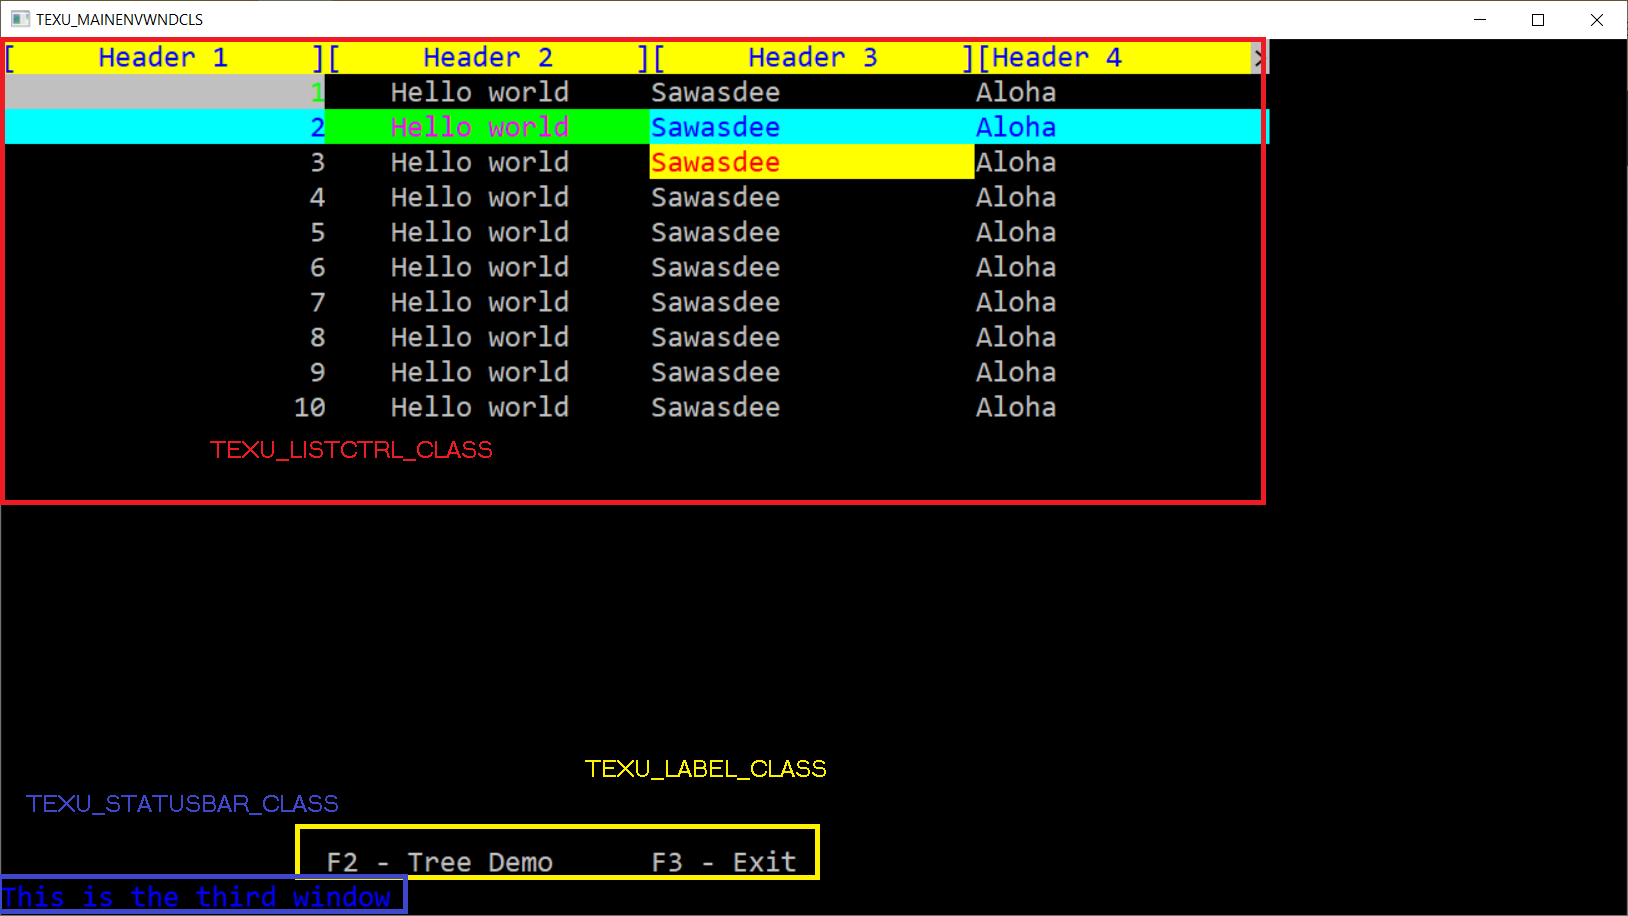 TEXU_MAINENVWNDCLS
[     Header 1     ][     Header 2     ][     Header 3     ][Header 4        >
1    Hello world     Sawasdee            Aloha
2    Hello world     Sawasdee            Aloha
3    Hello world     Sawasdee            Aloha
4    Hello world     Sawasdee            Aloha
5    Hello world     Sawasdee            Aloha
6    Hello world     Sawasdee            Aloha
7    Hello world     Sawasdee            Aloha
8    Hello world     Sawasdee            Aloha
9    Hello world     Sawasdee            Aloha
10    Hello world     Sawasdee            Aloha
TEXU_LISTCTRL_CLASS
TEXU_LABEL_CLASS
TEXU_STATUSBAR_CLASS
F2 - Tree Demo      F3 - Exit
This is the third window